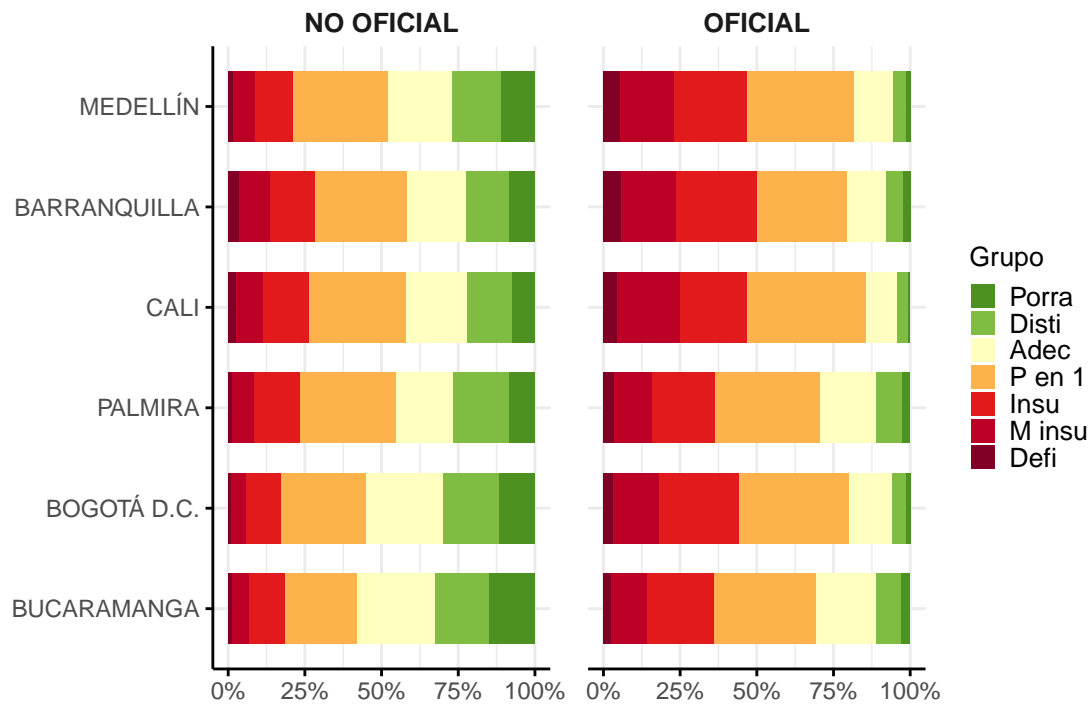 NO OFICIAL
OFICIAL
MEDELLÍN
BARRANQUILLA
CALI
PALMIRA
BOGOTÁ D.C.
BUCARAMANGA
0% 25% 50% 75% 100%
0% 25% 50% 75% 100%
Grupo
Porra
Disti
Adec
P en 1
Insu
M insu
Defi